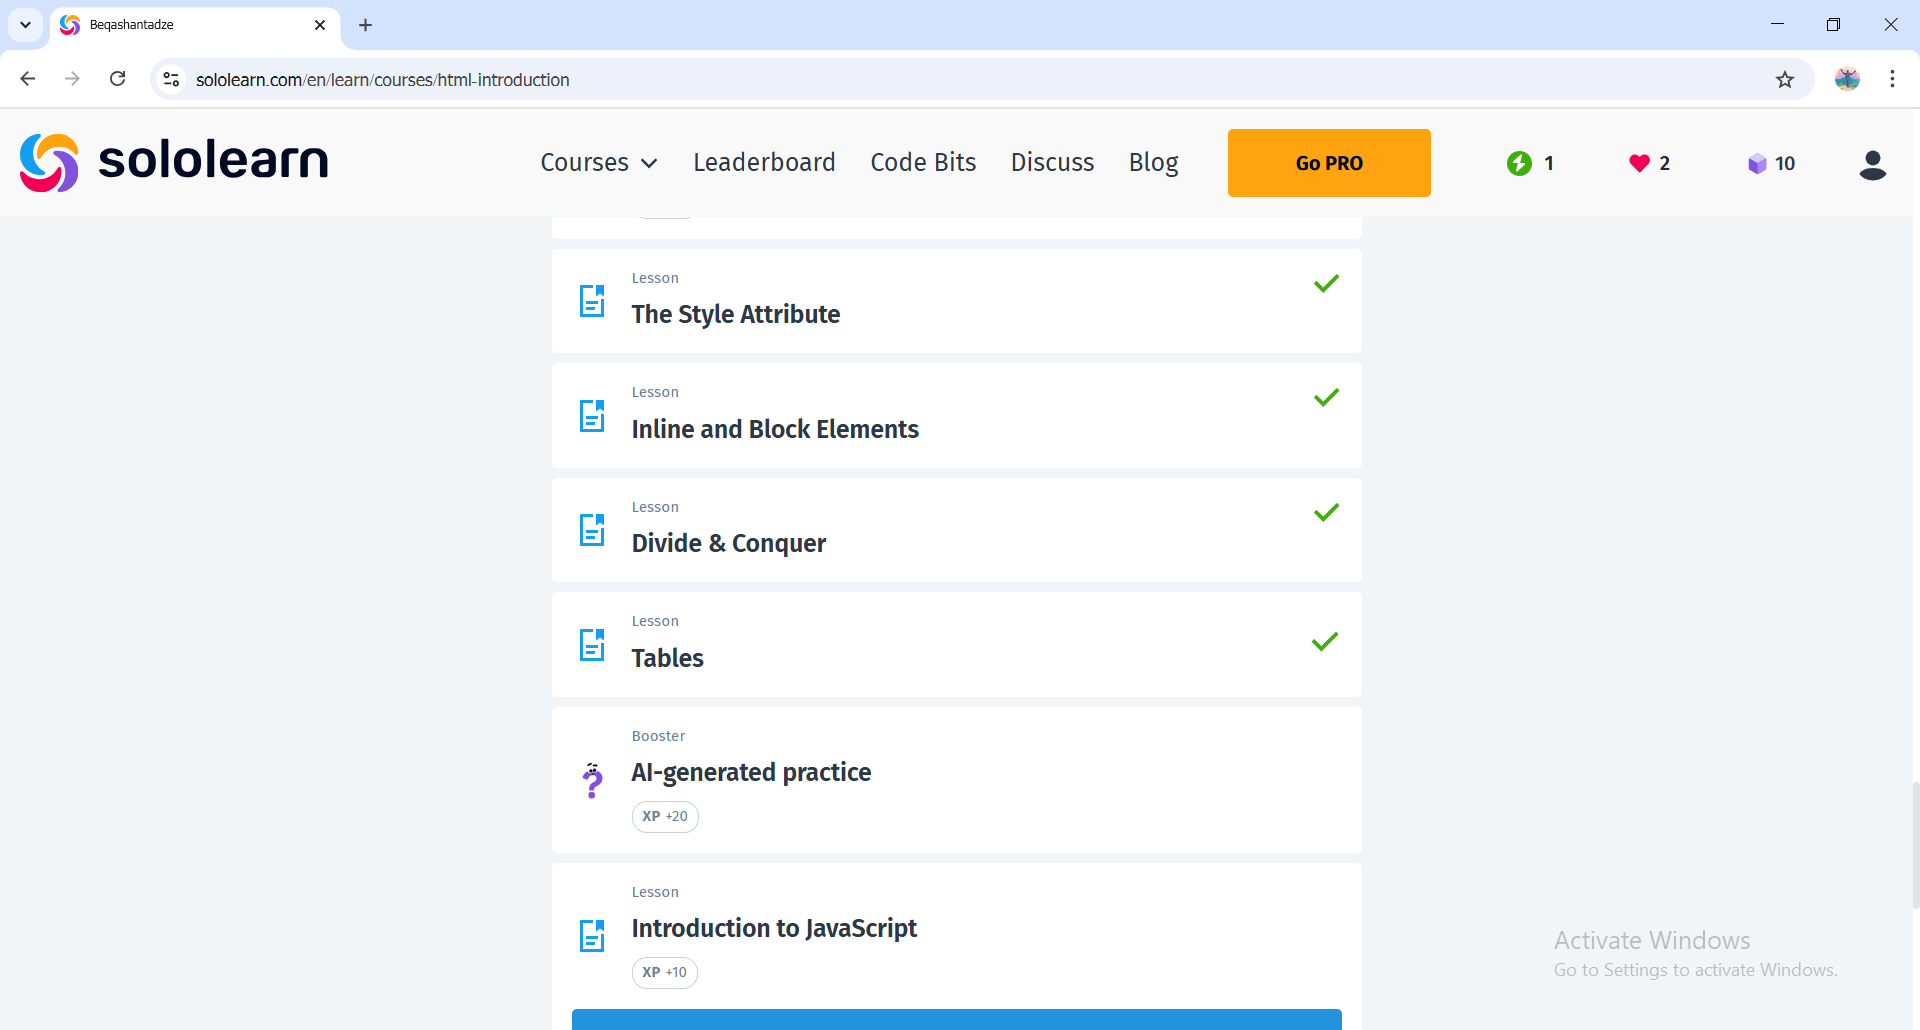 Beqashantadze
sololearn.com/en/learn/courses/html-introduction
sololearn
Courses
Leaderboard
Code Bits
Discuss
Blog
Go PRO
1
2
10
Lesson
The Style Attribute
Lesson
Inline and Block Elements
Lesson
Divide & Conquer
Lesson
Tables
Booster
AI-generated practice
XP +20
Lesson
Introduction to JavaScript
XP +10
Activate Windows
Go to Settings to activate Windows.